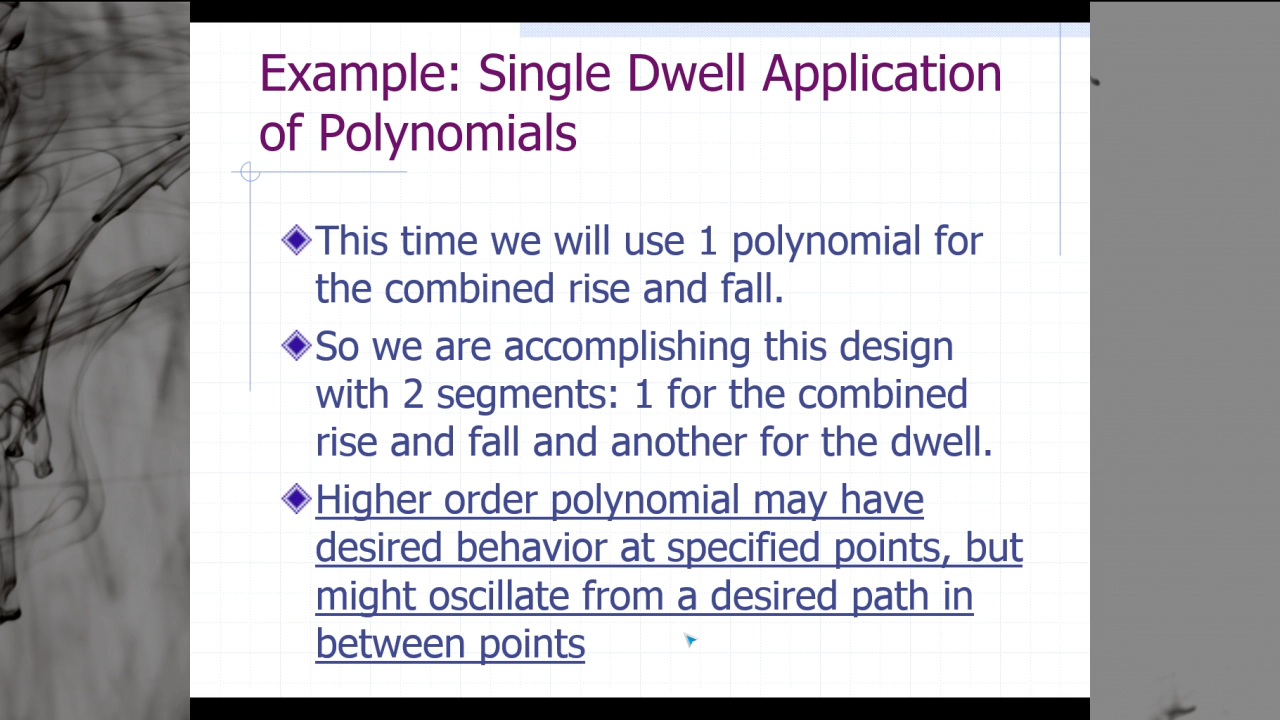 Example: Single Dwell Application
of Polynomials
This time we will use 1 polynomial for
the combined rise and fall.
So we are accomplishing this design
with 2 segments: 1 for the combined
rise and fall and another for the dwell.
Higher order polynomial may have
desired behavior at specified points, but
might oscillate from a desired path in
between points